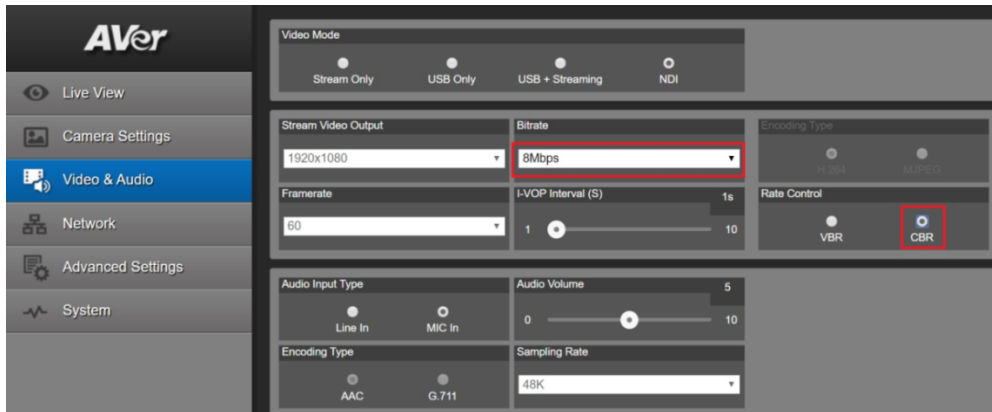 AVer
Live View
Camera Settings
Video & Audio
Network
Advanced Settings
System
Video Mode
Stream Only USB Only USB + Streaming NDI
Stream Video Output
1920x1080
Bitrate
8Mbps
Encoding Type
H.264 MJPEG
Framerate
60
I-VOP Interval (S) 1s
1 10
Rate Control
VBR CBR
Audio Input Type
Line In MIC In
Audio Volume 5
0 10
Encoding Type
AAC G.711
Sampling Rate
48K